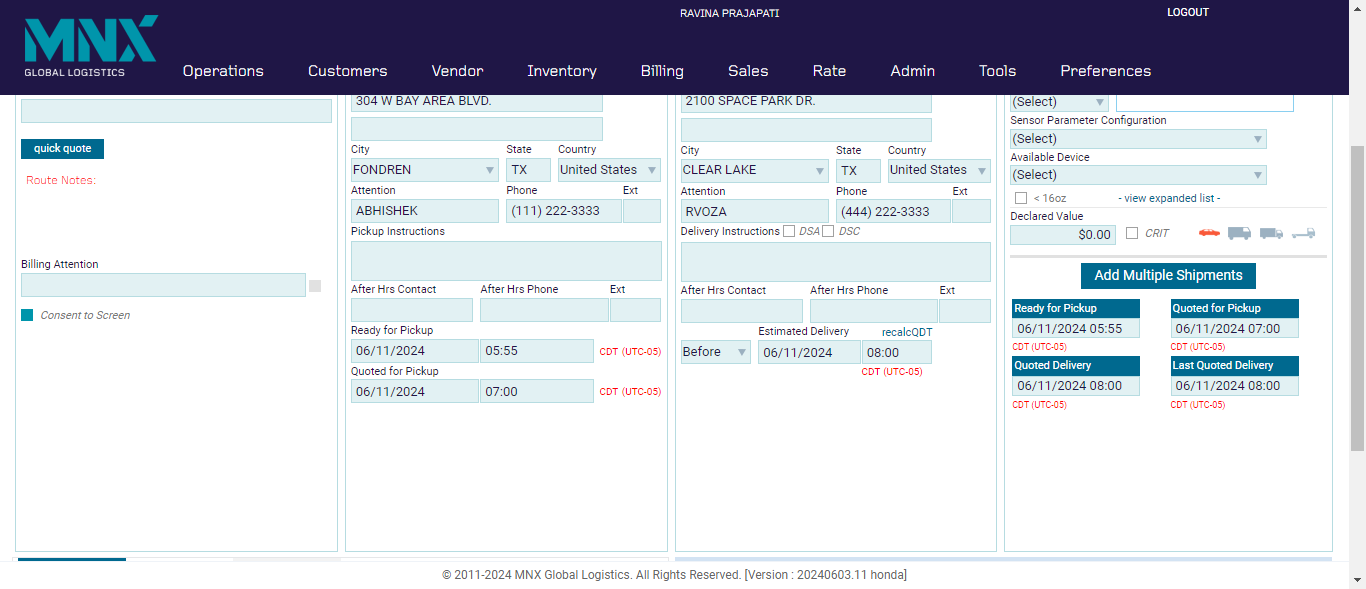 RAVINA PRAJAPATI
LOGOUT
MNX
GLOBAL LOGISTICS
Operations Customers Vendor Inventory Billing Sales Rate Admin Tools Preferences
quick quote
Route Notes:
Billing Attention
Consent to Screen
304 W BAY AREA BLVD.
City State Country
FONDREN TX United States
Attention Phone Ext
ABHISHEK (111) 222-3333
Pickup Instructions
After Hrs Contact After Hrs Phone Ext
Ready for Pickup
06/11/2024 05:55 CDT (UTC-05)
Quoted for Pickup
06/11/2024 07:00 CDT (UTC-05)
2100 SPACE PARK DR.
City State Country
CLEAR LAKE TX United States
Attention Phone Ext
RVOZA (444) 222-3333
Delivery Instructions DSA DSC
After Hrs Contact After Hrs Phone Ext
Estimated Delivery recalcQDT
Before 06/11/2024 08:00
CDT (UTC-05)
(Select)
Sensor Parameter Configuration
(Select)
Available Device
(Select)
< 16oz - view expanded list -
Declared Value
$0.00 CRIT
Add Multiple Shipments
Ready for Pickup Quoted for Pickup
06/11/2024 05:55 06/11/2024 07:00
CDT (UTC-05) CDT (UTC-05)
Quoted Delivery Last Quoted Delivery
06/11/2024 08:00 06/11/2024 08:00
CDT (UTC-05) CDT (UTC-05)
© 2011-2024 MNX Global Logistics. All Rights Reserved. [Version : 20240603.11 honda]